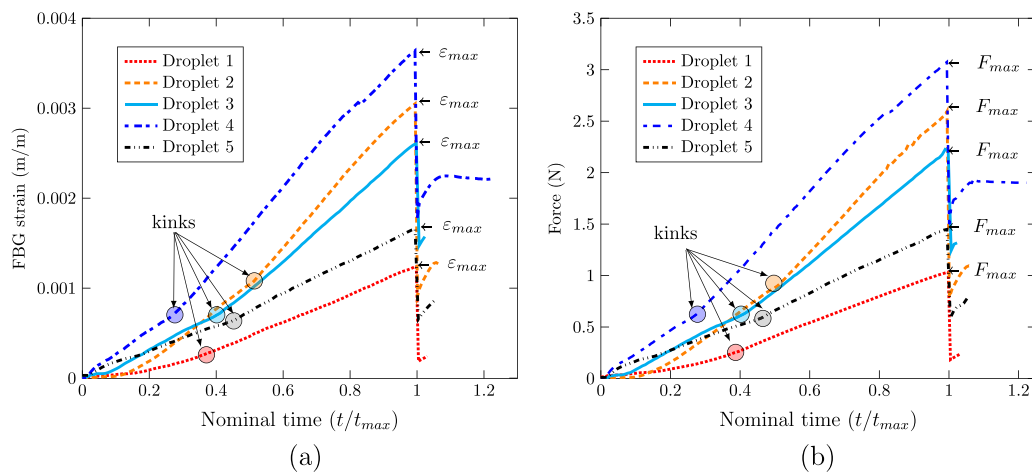 0.004
0.003
0.002
0.001
0
FBG strain (m/m)
Droplet 1
Droplet 2
Droplet 3
Droplet 4
Droplet 5
kinks
ε_max
ε_max
ε_max
ε_max
ε_max
0 0.2 0.4 0.6 0.8 1 1.2
Nominal time (t/t_max)
(a)
3.5
3
2.5
2
1.5
1
0.5
0
Force (N)
Droplet 1
Droplet 2
Droplet 3
Droplet 4
Droplet 5
kinks
F_max
F_max
F_max
F_max
F_max
0 0.2 0.4 0.6 0.8 1 1.2
Nominal time (t/t_max)
(b)